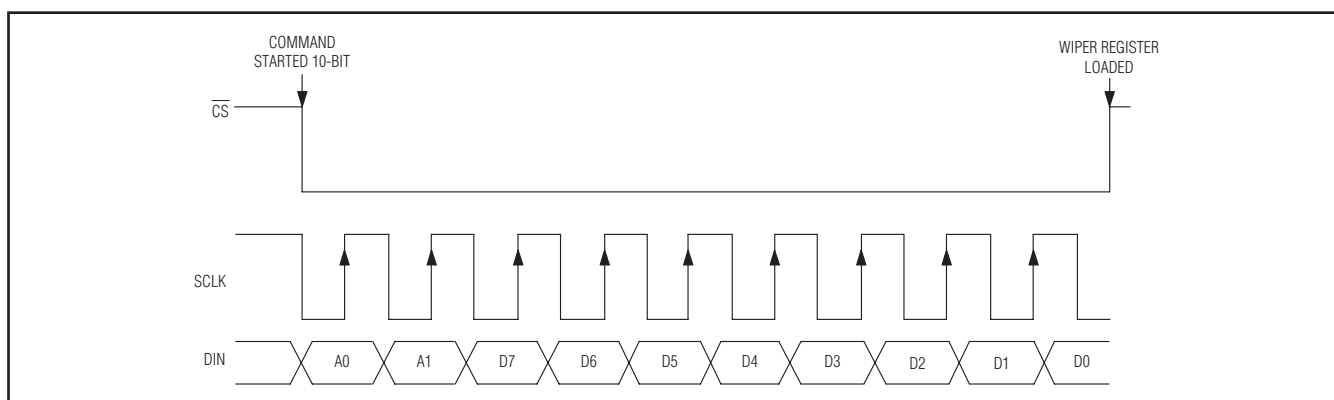 COMMAND
STARTED 10-BIT
WIPER REGISTER
LOADED
CS
SCLK
DIN
A0 A1 D7 D6 D5 D4 D3 D2 D1 D0